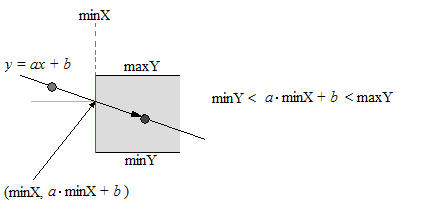 minX
y = ax + b
maxY
minY < a · minX + b < maxY
minY
(minX, a · minX + b )